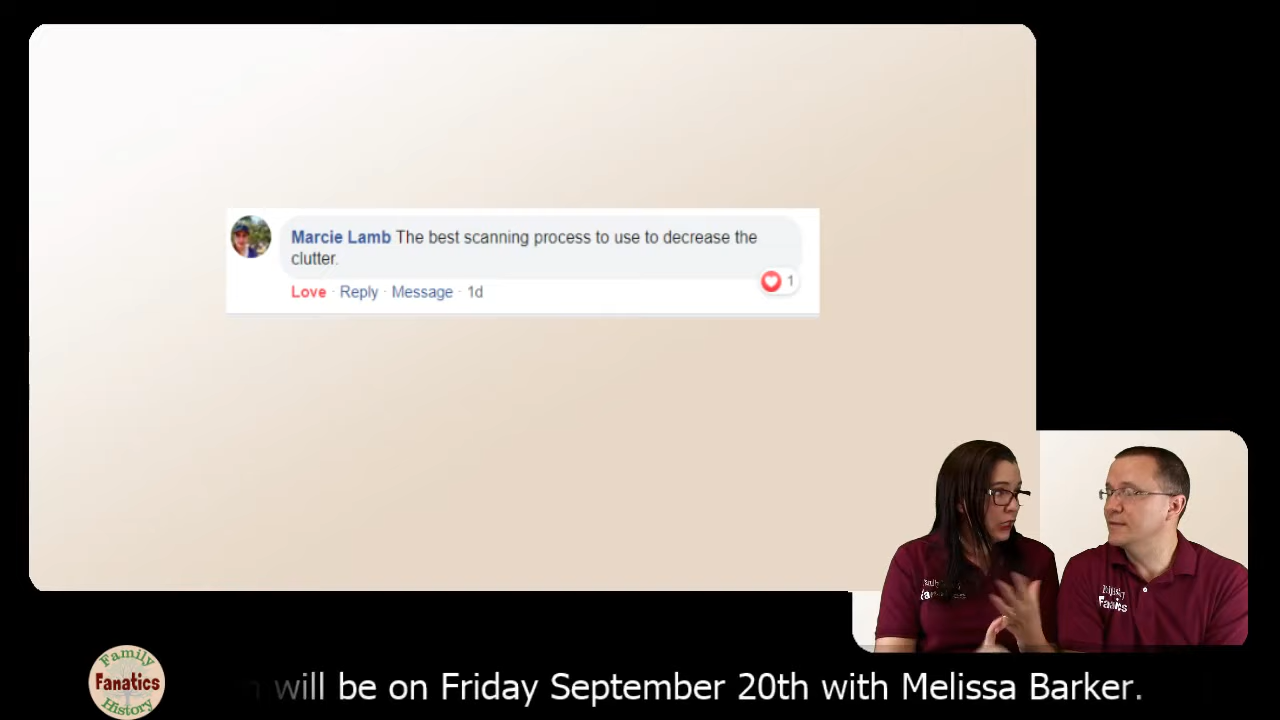 Marcie Lamb The best scanning process to use to decrease the
clutter.
Love · Reply · Message · 1d
1
Family
Fanatics
History
will be on Friday September 20th with Melissa Barker.